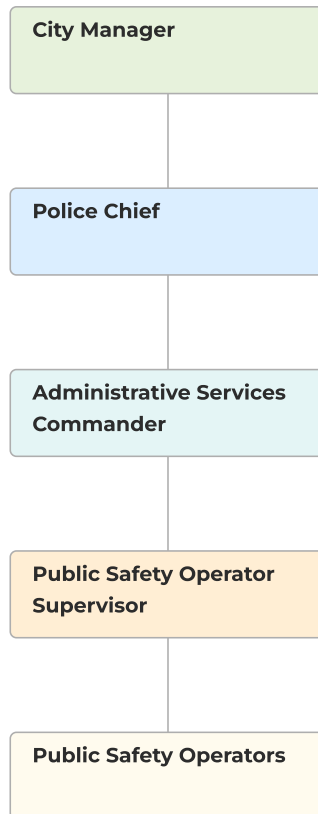 City Manager
Police Chief
Administrative Services
Commander
Public Safety Operator
Supervisor
Public Safety Operators